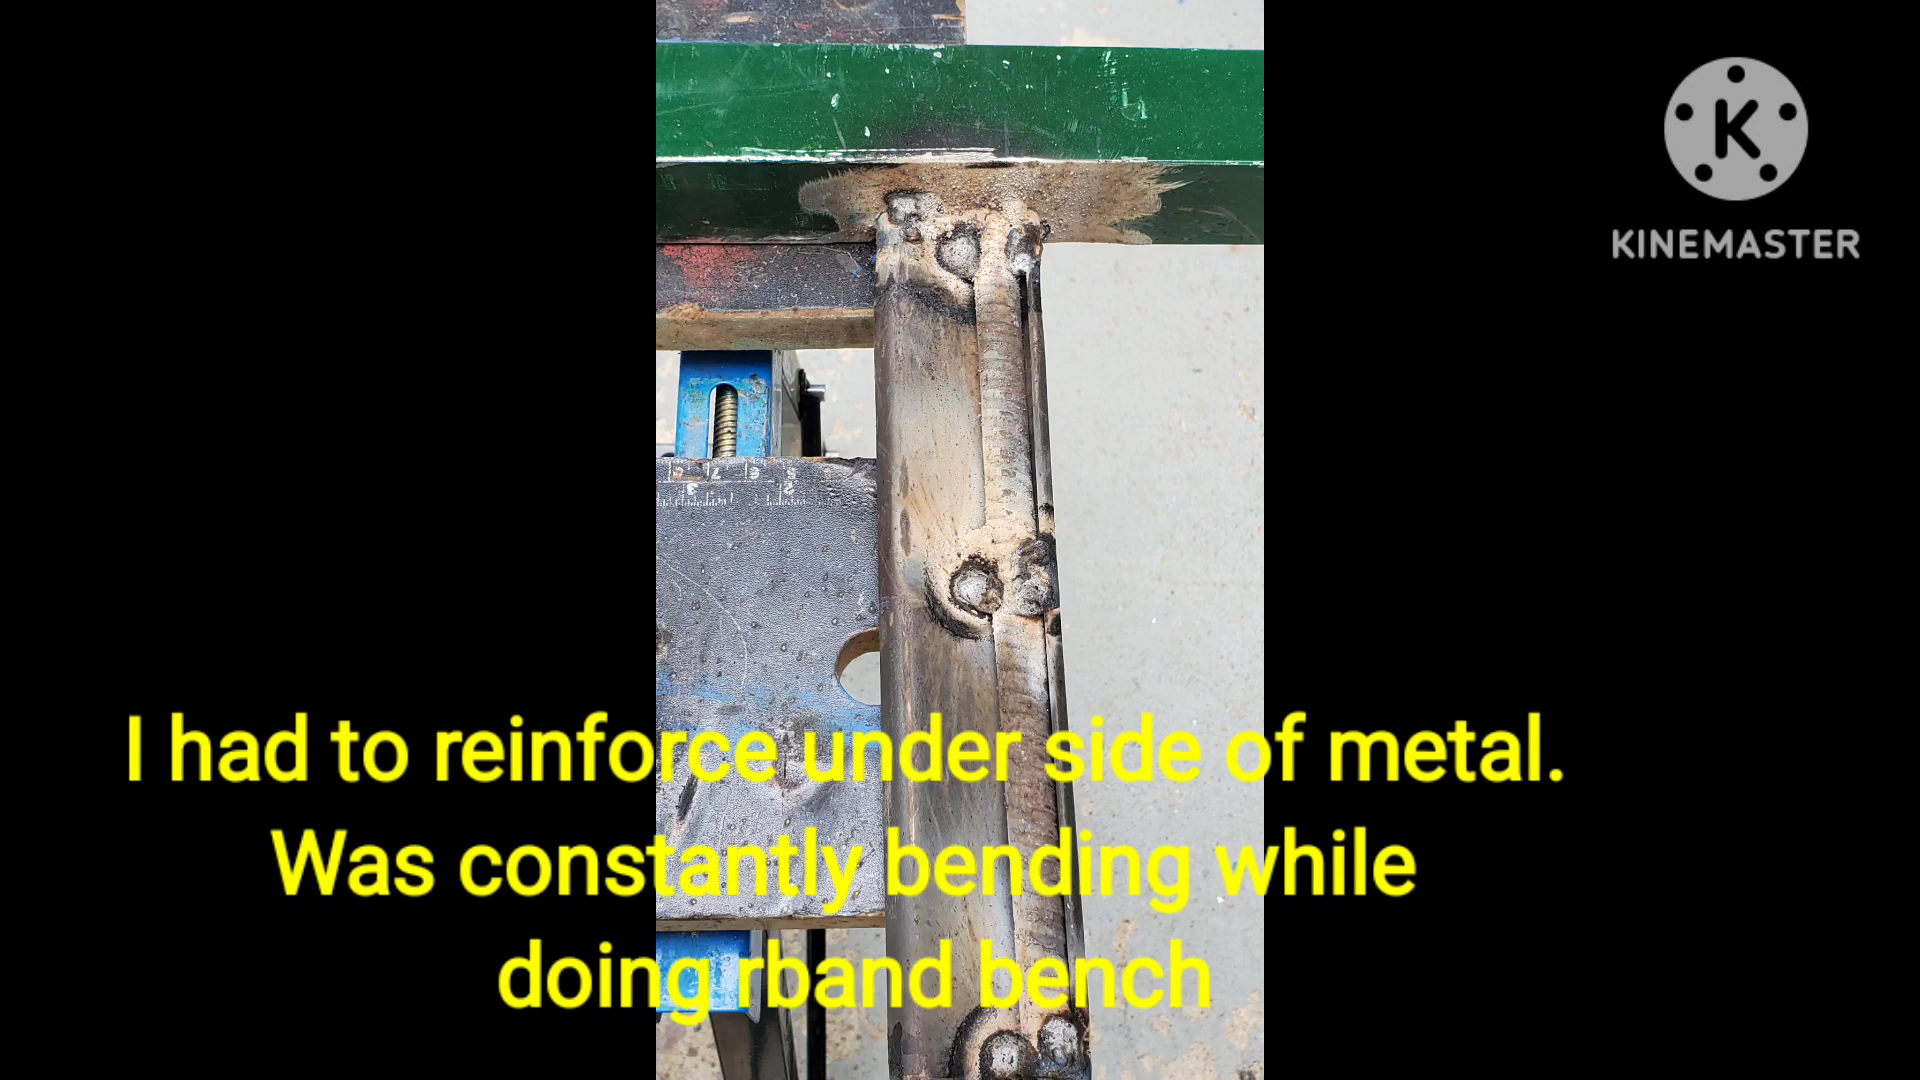 K
KINEMASTER
I had to reinforce under side of metal.
Was constantly bending while
doing rband bench